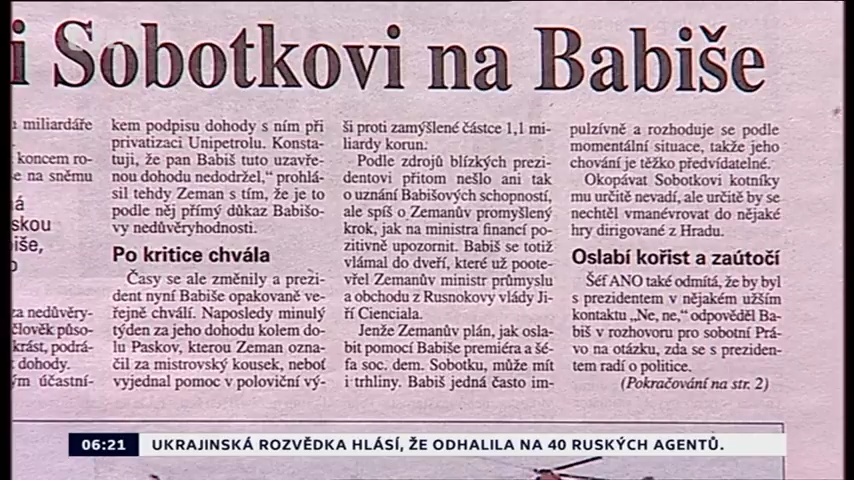 i Sobotkovi na Babiše
miliardáře
koncem ro-
na sněmu
skou
iše,
za nedůvěry-
člověk půso-
krást, podrá-
dohody.
účastní-
kem podpisu dohody s ním při
privatizaci Unipetrolu. Konsta-
tuji, že pan Babiš tuto uzavře-
nou dohodu nedodržel,“ prohlá-
sil tehdy Zeman s tím, že je to
podle něj přímý důkaz Babišo-
vy nedůvěryhodnosti.
Po kritice chvála
Časy se ale změnily a prezi-
dent nyní Babiše opakovaně ve-
řejně chválí. Naposledy minulý
týden za jeho dohodu kolem do-
lu Paskov, kterou Zeman ozna-
čil za mistrovský kousek, neboť
vyjednal pomoc v poloviční vý-
ši proti zamýšlené částce 1,1 mi-
liardy korun.
Podle zdrojů blízkých prezi-
dentovi přitom nešlo ani tak
o uznání Babišových schopností,
ale spíš o Zemanův promyšlený
krok, jak na ministra financí po-
zitivně upozornit. Babiš se totiž
vlámal do dveří, které už poote-
vřel Zemanův ministr průmyslu
a obchodu z Rusnokovy vlády Ji-
ří Cienciala.
Jenže Zemanův plán, jak osla-
bit pomocí Babiše premiéra a šé-
fa soc. dem. Sobotku, může mít
i trhliny. Babiš jedná často im-
pulzívně a rozhoduje se podle
momentální situace, takže jeho
chování je těžko předvídatelné.
Okopávat Sobotkovi kotníky
mu určitě nevadí, ale určitě by se
nechtěl vmanévrovat do nějaké
hry dirigované z Hradu.
Oslabí kořist a zaútočí
Šéf ANO také odmítá, že by byl
s prezidentem v nějakém užším
kontaktu „Ne, ne,“ odpověděl Ba-
biš v rozhovoru pro sobotní Prá-
vo na otázku, zda se s preziden-
tem radí o politice.
(Pokračování na str. 2)
06:21 UKRAJINSKÁ ROZVĚDKA HLÁSÍ, ŽE ODHALILA NA 40 RUSKÝCH AGENTŮ.